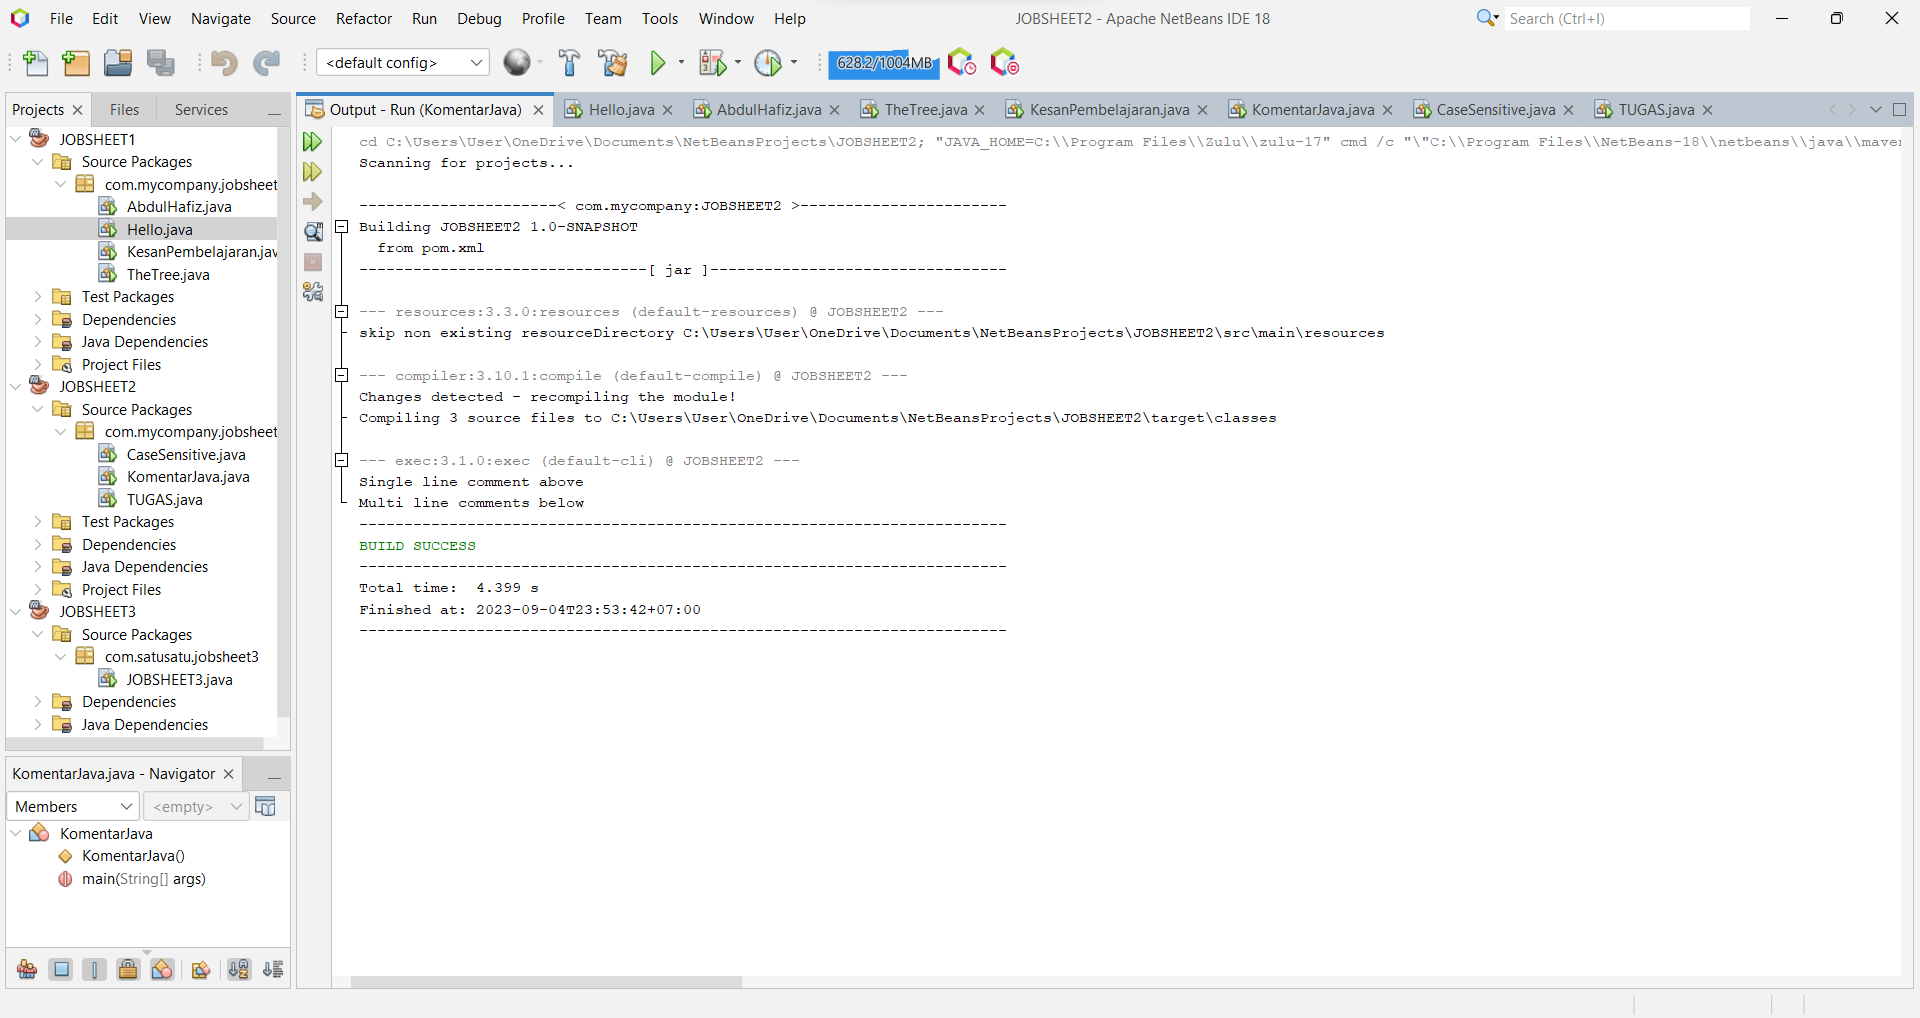 File Edit View Navigate Source Refactor Run Debug Profile Team Tools Window Help
JOBSHEET2 - Apache NetBeans IDE 18
Search (Ctrl+I)
<default config>
628.2/1004MB
Projects Files Services
Output - Run (KomentarJava) Hello.java AbdulHafiz.java TheTree.java KesanPembelajaran.java KomentarJava.java CaseSensitive.java TUGAS.java
JOBSHEET1
Source Packages
com.mycompany.jobsheet
AbdulHafiz.java
Hello.java
KesanPembelajaran.jav
TheTree.java
Test Packages
Dependencies
Java Dependencies
Project Files
JOBSHEET2
Source Packages
com.mycompany.jobsheet
CaseSensitive.java
KomentarJava.java
TUGAS.java
Test Packages
Dependencies
Java Dependencies
Project Files
JOBSHEET3
Source Packages
com.satusatu.jobsheet3
JOBSHEET3.java
Dependencies
Java Dependencies
KomentarJava.java - Navigator
Members <empty>
KomentarJava
KomentarJava()
main(String[] args)
cd C:\Users\User\OneDrive\Documents\NetBeansProjects\JOBSHEET2; "JAVA_HOME=C:\\Program Files\\Zulu\\zulu-17" cmd /c "\"C:\\Program Files\\NetBeans-18\\netbeans\\java\\maven
Scanning for projects...
----------------------< com.mycompany:JOBSHEET2 >-----------------------
Building JOBSHEET2 1.0-SNAPSHOT
from pom.xml
--------------------------------[ jar ]---------------------------------
--- resources:3.3.0:resources (default-resources) @ JOBSHEET2 ---
skip non existing resourceDirectory C:\Users\User\OneDrive\Documents\NetBeansProjects\JOBSHEET2\src\main\resources
--- compiler:3.10.1:compile (default-compile) @ JOBSHEET2 ---
Changes detected - recompiling the module!
Compiling 3 source files to C:\Users\User\OneDrive\Documents\NetBeansProjects\JOBSHEET2\target\classes
--- exec:3.1.0:exec (default-cli) @ JOBSHEET2 ---
Single line comment above
Multi line comments below
------------------------------------------------------------------------
BUILD SUCCESS
------------------------------------------------------------------------
Total time:  4.399 s
Finished at: 2023-09-04T23:53:42+07:00
------------------------------------------------------------------------